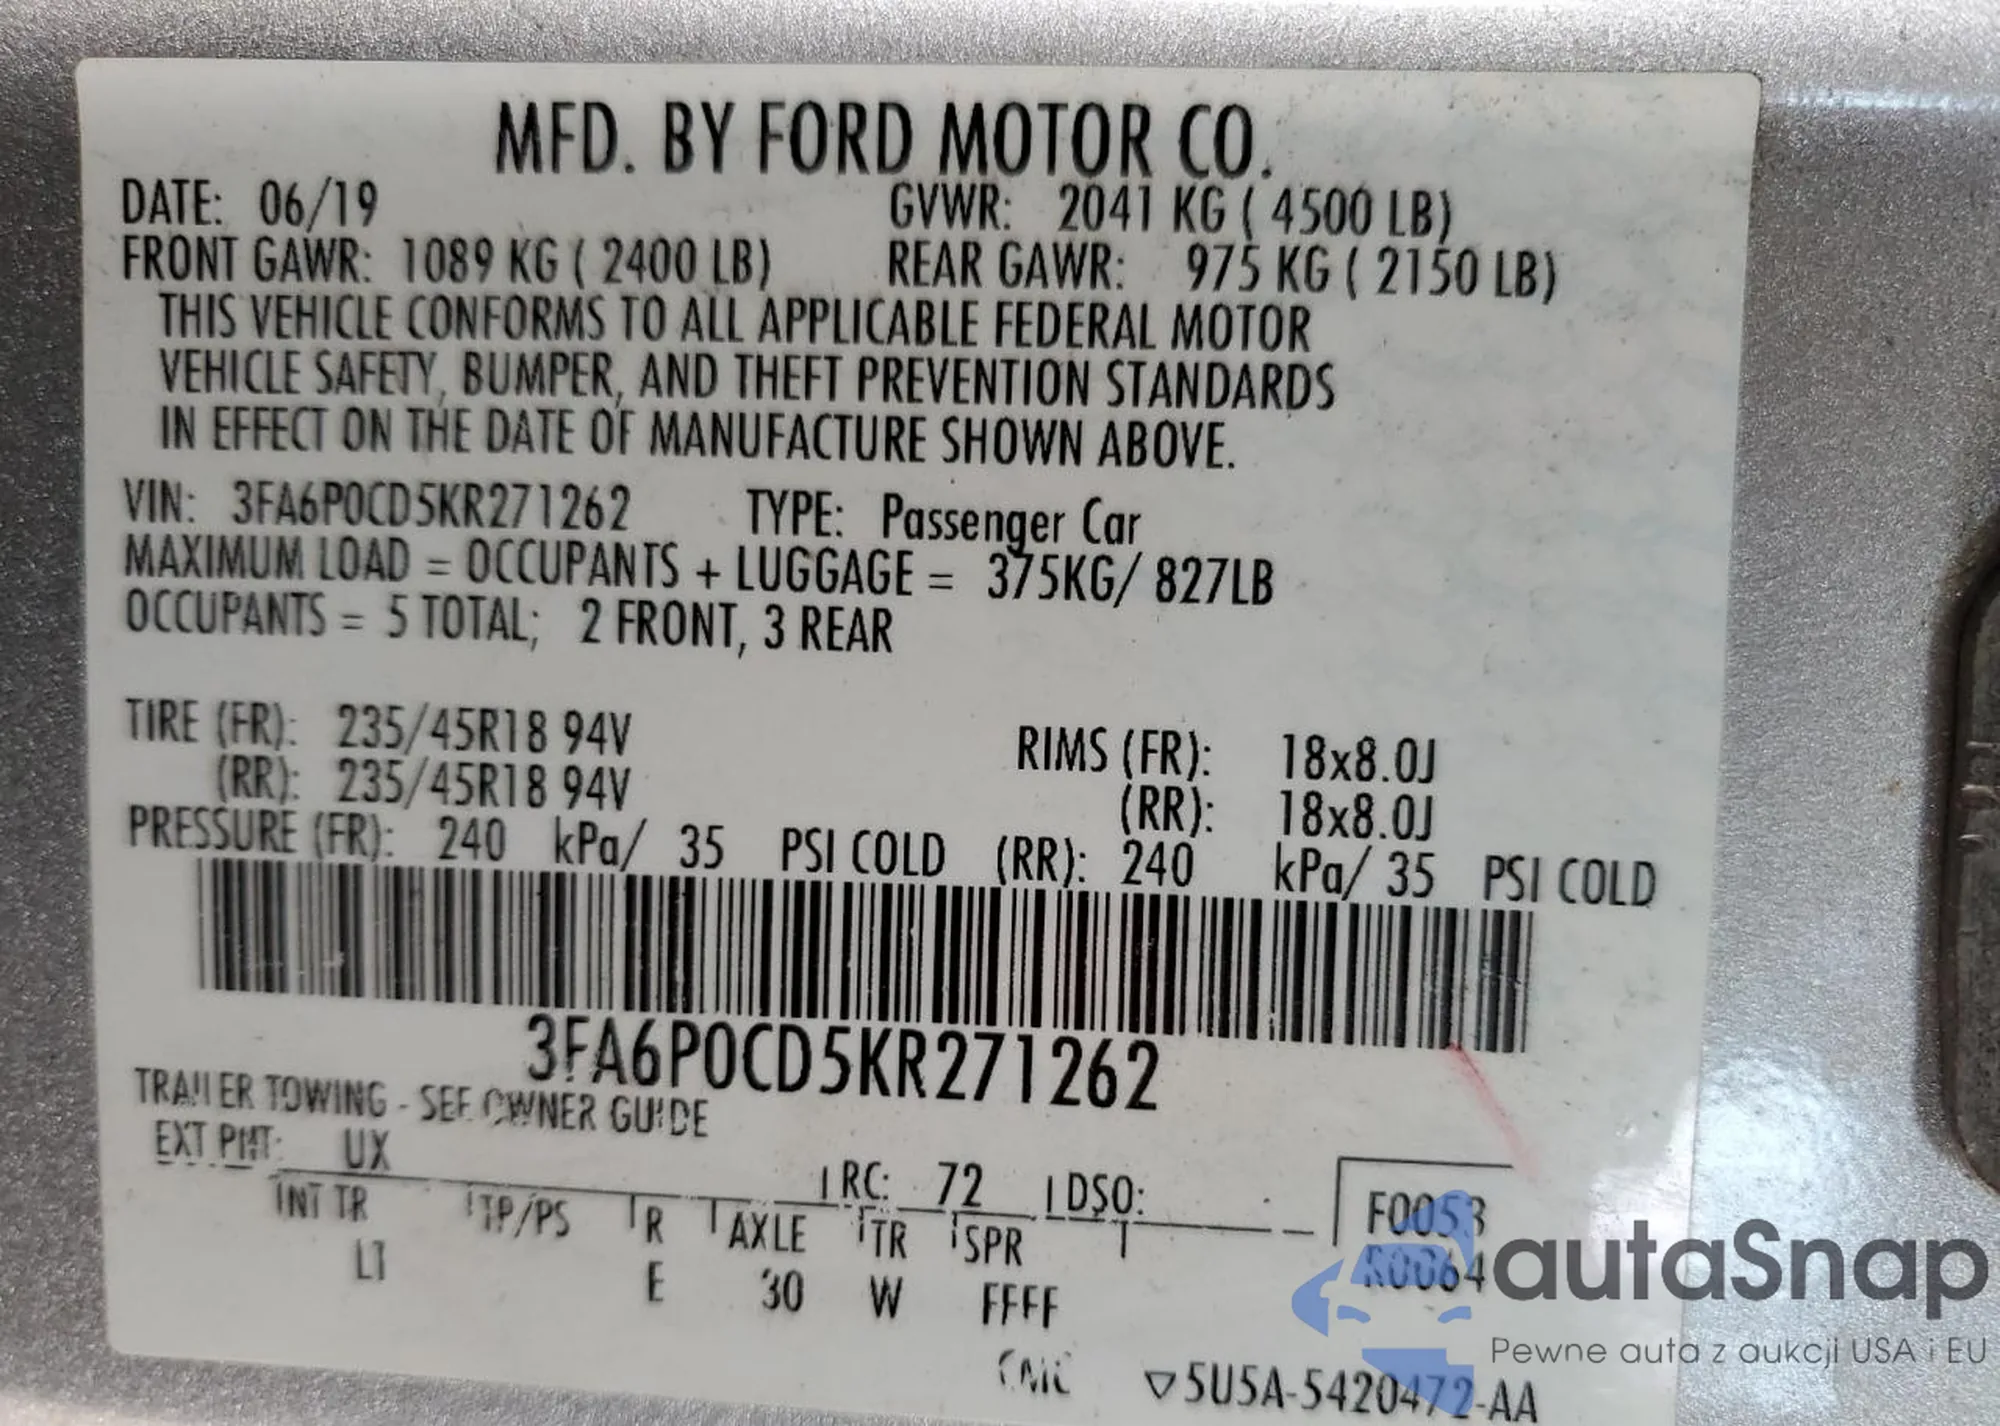 MFD. BY FORD MOTOR CO.
DATE: 06/19 GVWR: 2041 KG ( 4500 LB)
FRONT GAWR: 1089 KG ( 2400 LB) REAR GAWR: 975 KG ( 2150 LB)
THIS VEHICLE CONFORMS TO ALL APPLICABLE FEDERAL MOTOR
VEHICLE SAFETY, BUMPER, AND THEFT PREVENTION STANDARDS
IN EFFECT ON THE DATE OF MANUFACTURE SHOWN ABOVE.
VIN: 3FA6P0CD5KR271262 TYPE: Passenger Car
MAXIMUM LOAD = OCCUPANTS + LUGGAGE = 375KG/ 827LB
OCCUPANTS = 5 TOTAL; 2 FRONT, 3 REAR
TIRE (FR): 235/45R18 94V RIMS (FR): 18x8.0J
(RR): 235/45R18 94V (RR): 18x8.0J
PRESSURE (FR): 240 kPa/ 35 PSI COLD (RR): 240 kPa/ 35 PSI COLD
3FA6P0CD5KR271262
TRAILER TOWING - SEE OWNER GUIDE
EXT PNT: UX RC: 72 DSO:
INT TR TP/PS R AXLE TR SPR T
LT E 30 W FFFF
F0053
R0064
▽5U5A-5420472-AA
autaSnap
Pewne auta z aukcji USA i EU